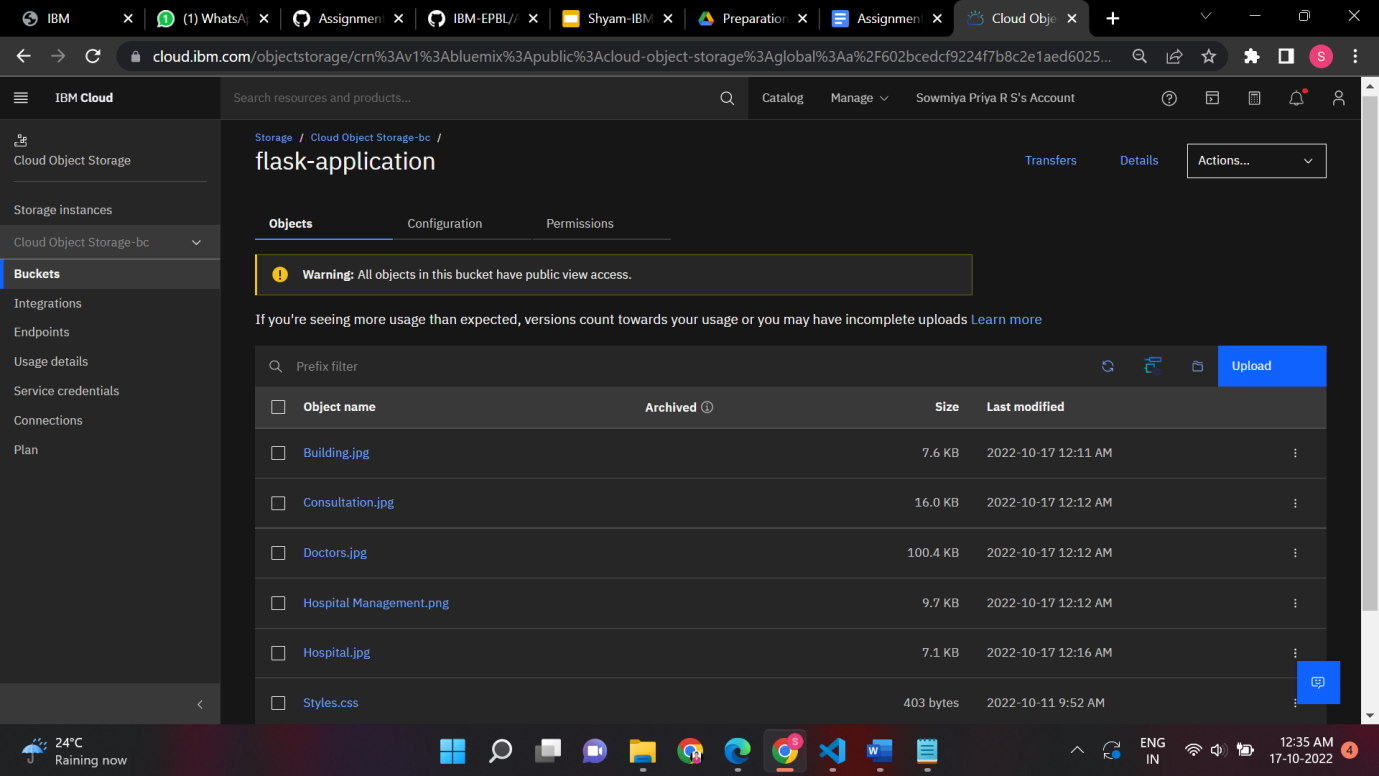 IBM
(1) WhatsAp
Assignmen
IBM-EPBL/A
Shyam-IBM
Preparation
Assignmen
Cloud Obje
cloud.ibm.com/objectstorage/crn%3Av1%3Abluemix%3Apublic%3Acloud-object-storage%3Aglobal%3Aa%2F602bcedcf9224f7b8c2e1aed6025...
S
IBM Cloud
Search resources and products...
Catalog
Manage
Sowmiya Priya R S's Account
Cloud Object Storage
Storage instances
Cloud Object Storage-bc
Buckets
Integrations
Endpoints
Usage details
Service credentials
Connections
Plan
Storage / Cloud Object Storage-bc /
flask-application
Transfers
Details
Actions...
Objects
Configuration
Permissions
Warning: All objects in this bucket have public view access.
If you're seeing more usage than expected, versions count towards your usage or you may have incomplete uploads Learn more
Prefix filter
Upload
Object name Archived Size Last modified
Building.jpg 7.6 KB 2022-10-17 12:11 AM
Consultation.jpg 16.0 KB 2022-10-17 12:12 AM
Doctors.jpg 100.4 KB 2022-10-17 12:12 AM
Hospital Management.png 9.7 KB 2022-10-17 12:12 AM
Hospital.jpg 7.1 KB 2022-10-17 12:16 AM
Styles.css 403 bytes 2022-10-11 9:52 AM
24°C
Raining now
S
ENG
IN
12:35 AM
17-10-2022
4